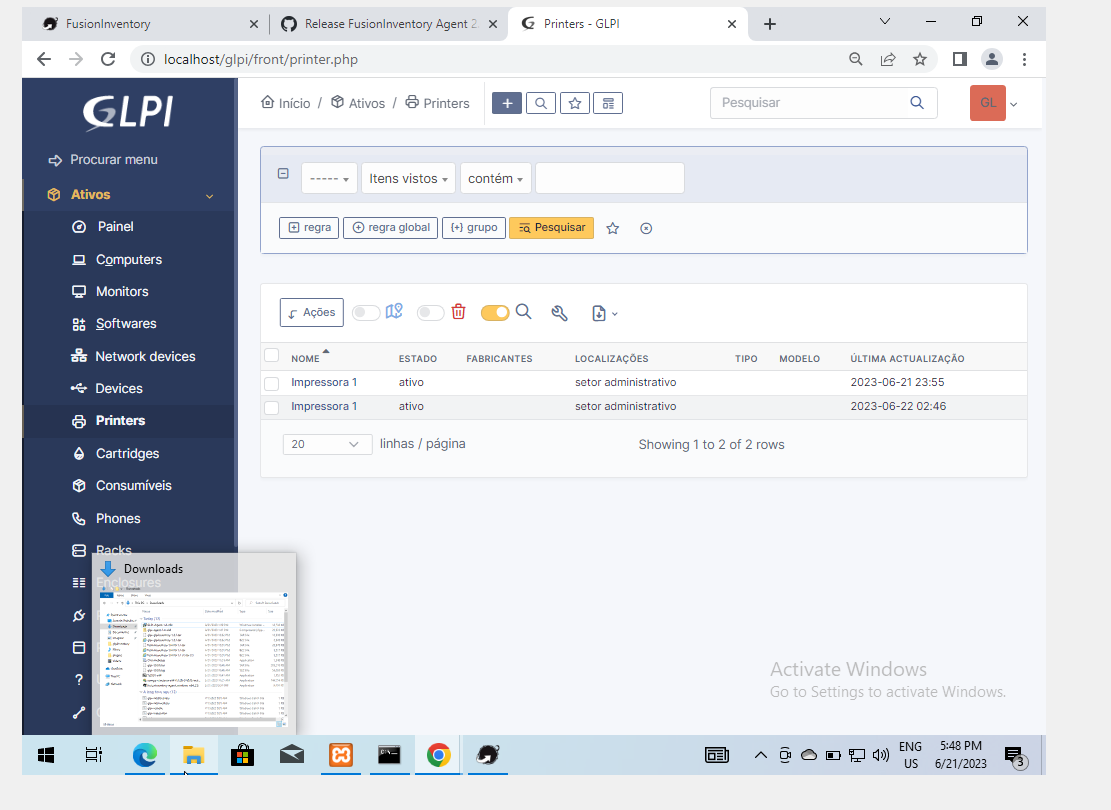 FusionInventory
Release FusionInventory Agent 2.
Printers - GLPI
localhost/glpi/front/printer.php
GLPI
Procurar menu
Ativos
Painel
Computers
Monitors
Softwares
Network devices
Devices
Printers
Cartridges
Consumíveis
Phones
Racks
Enclosures
Início / Ativos / Printers
Pesquisar
GL
-----
Itens vistos
contém
regra
regra global
{+} grupo
Pesquisar
Ações
NOME ESTADO FABRICANTES LOCALIZAÇÕES TIPO MODELO ÚLTIMA ACTUALIZAÇÃO
Impressora 1 ativo setor administrativo 2023-06-21 23:55
Impressora 1 ativo setor administrativo 2023-06-22 02:46
20 linhas / página Showing 1 to 2 of 2 rows
Downloads
Activate Windows
Go to Settings to activate Windows.
ENG
US
5:48 PM
6/21/2023
3